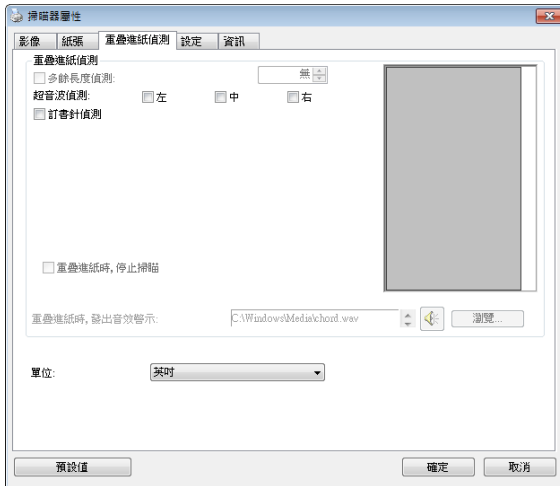 掃瞄器屬性
影像 紙張 重疊進紙偵測 設定 資訊
重疊進紙偵測
多餘長度偵測: 無
超音波偵測: 左 中 右
訂書針偵測
重疊進紙時, 停止掃瞄
重疊進紙時, 發出音效警示: C:\Windows\Media\chord.wav 瀏覽...
單位: 英吋
預設值 確定 取消